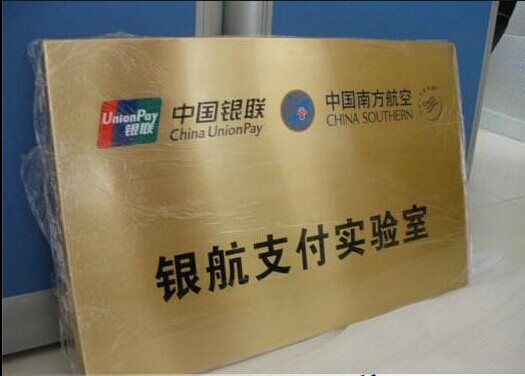 UnionPay
银联
中国银联
China UnionPay
中国南方航空
CHINA SOUTHERN
银航支付实验室